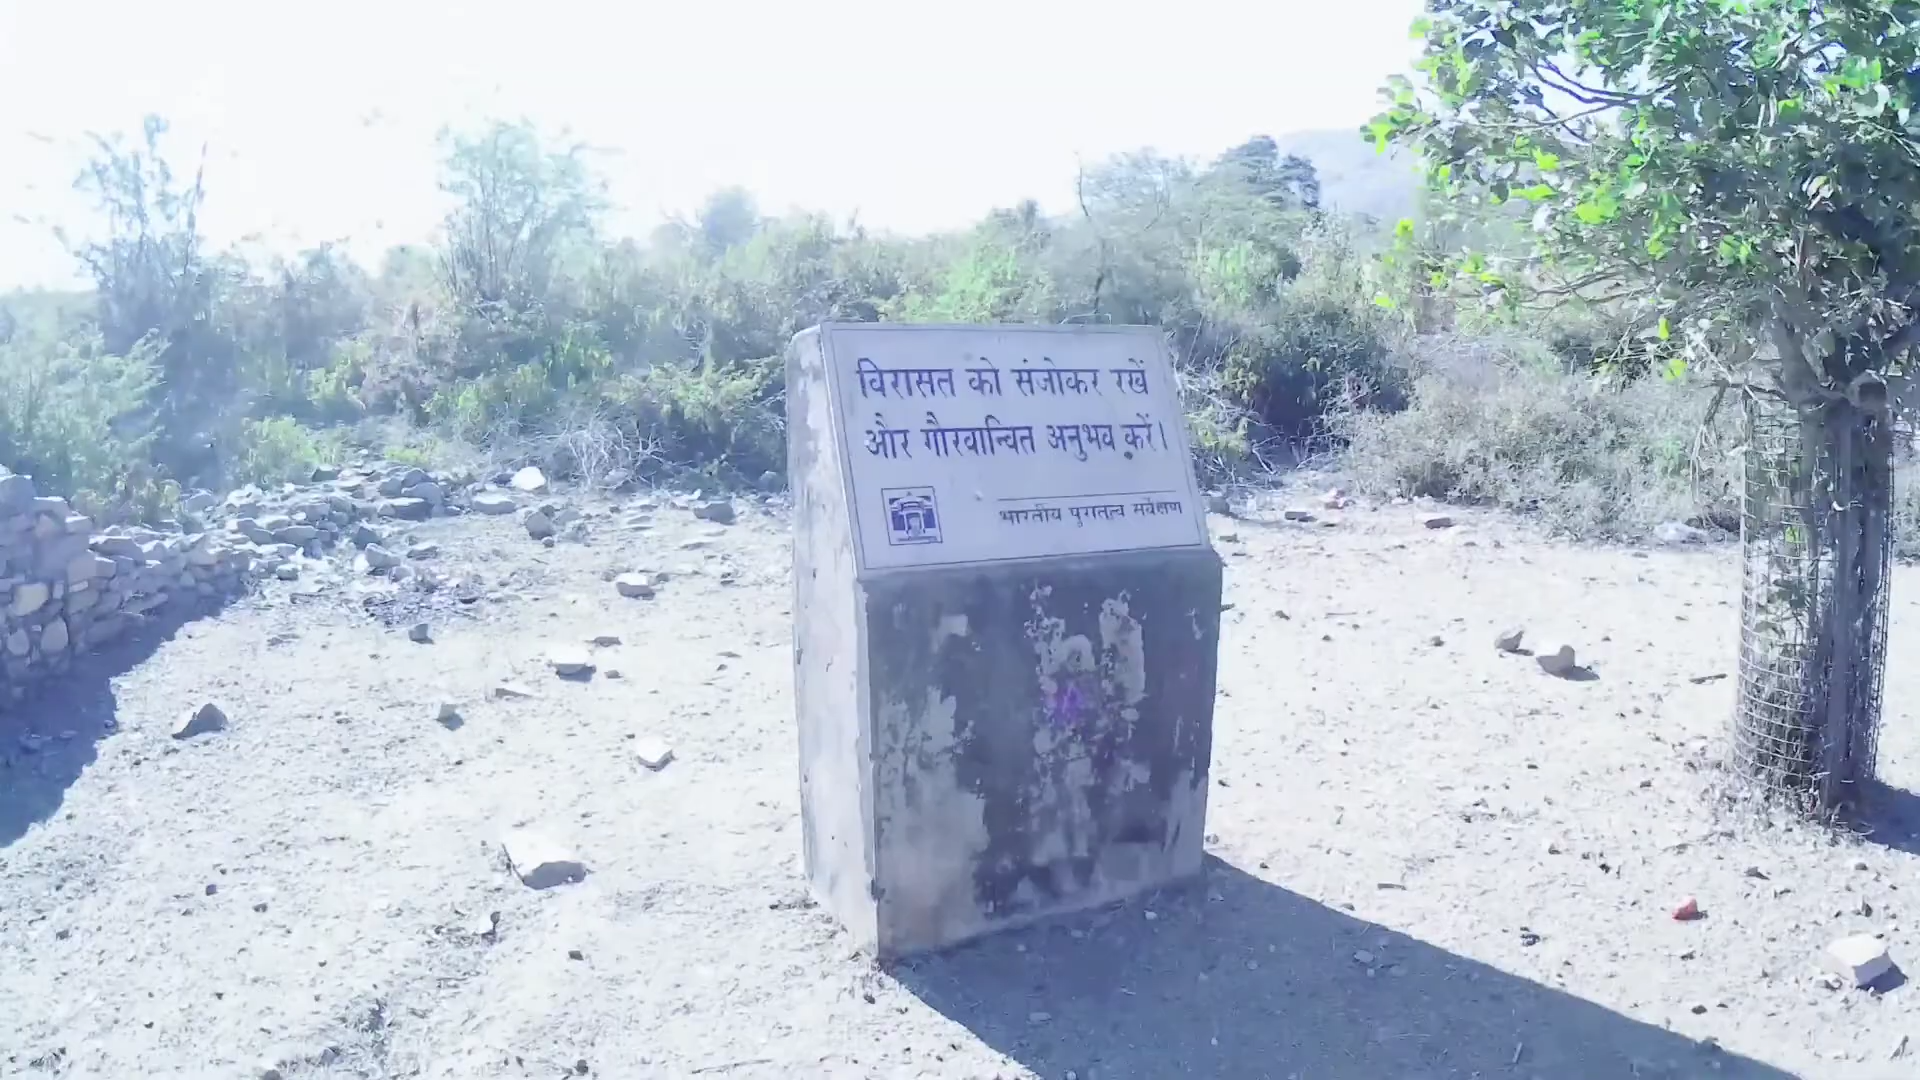 विरासत को संजोकर रखें
और गौरवान्वित अनुभव करें।
भारतीय पुरातत्व सर्वेक्षण